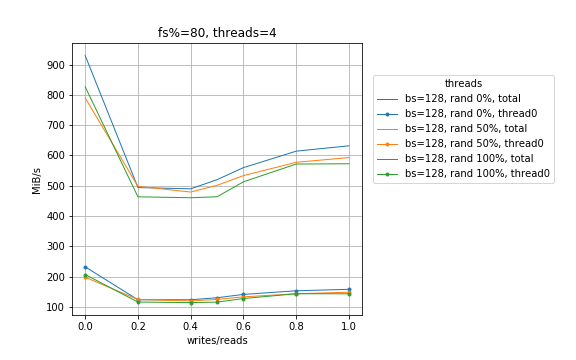 fs%=80, threads=4
900
800
700
600
500
400
300
200
100
MiB/s
0.0 0.2 0.4 0.6 0.8 1.0
writes/reads
threads
bs=128, rand 0%, total
bs=128, rand 0%, thread0
bs=128, rand 50%, total
bs=128, rand 50%, thread0
bs=128, rand 100%, total
bs=128, rand 100%, thread0